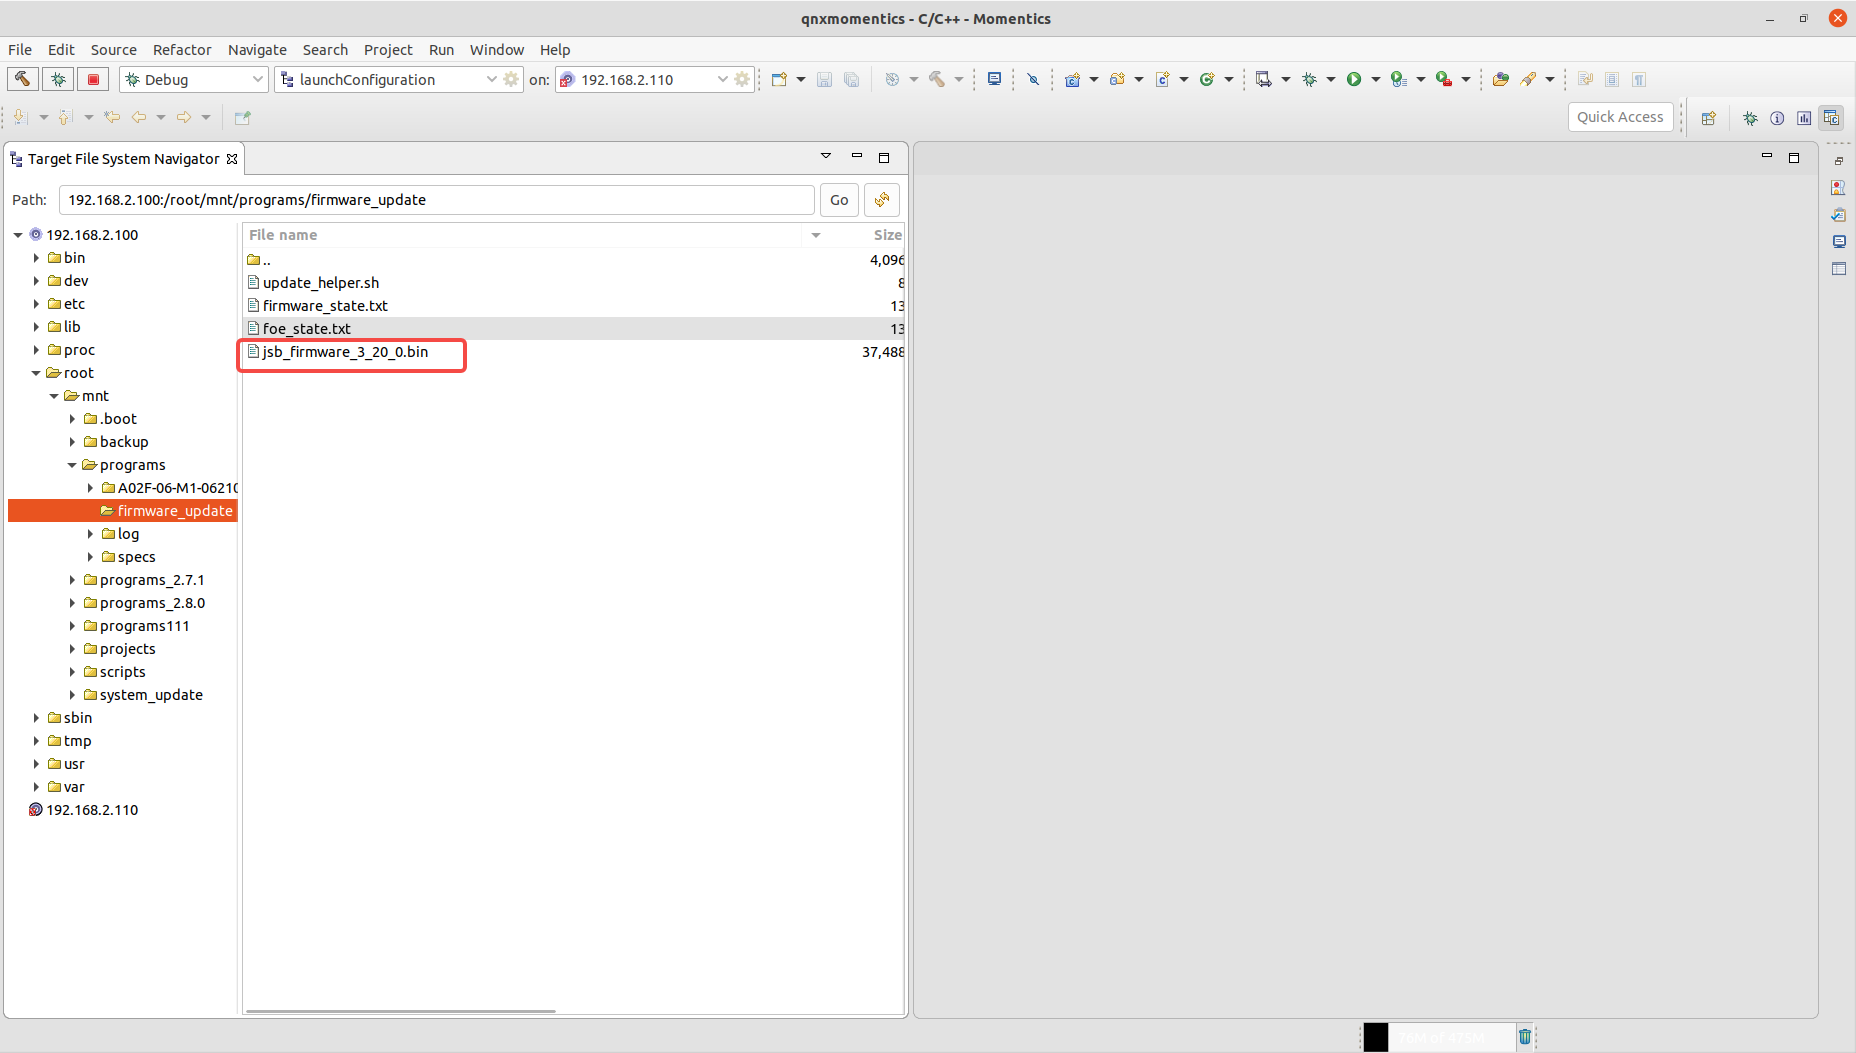 qnxmomentics - C/C++ - Momentics
File Edit Source Refactor Navigate Search Project Run Window Help
Debug launchConfiguration on: 192.168.2.110
Quick Access
Target File System Navigator
Path: 192.168.2.100:/root/mnt/programs/firmware_update Go
192.168.2.100
bin
dev
etc
lib
proc
root
mnt
.boot
backup
programs
A02F-06-M1-0621
firmware_update
log
specs
programs_2.7.1
programs_2.8.0
programs111
projects
scripts
system_update
sbin
tmp
usr
var
192.168.2.110
File name Size
.. 4,096
update_helper.sh 8
firmware_state.txt 13
foe_state.txt 13
jsb_firmware_3_20_0.bin 37,488